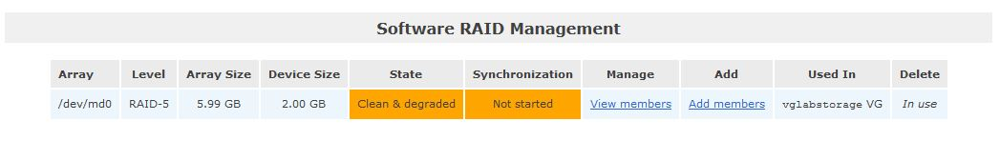 Software RAID Management
Array Level Array Size Device Size State Synchronization Manage Add Used In Delete
/dev/md0 RAID-5 5.99 GB 2.00 GB Clean & degraded Not started View members Add members vglabstorage VG In use